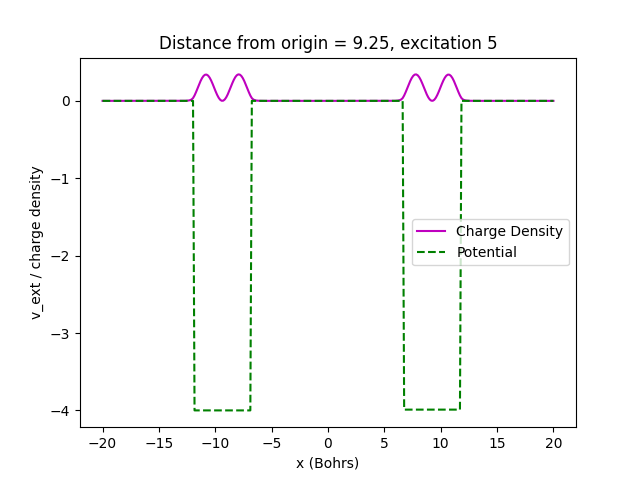 Distance from origin = 9.25, excitation 5
v_ext / charge density
0
−1
−2
−3
−4
Charge Density
Potential
−20 −15 −10 −5 0 5 10 15 20
x (Bohrs)